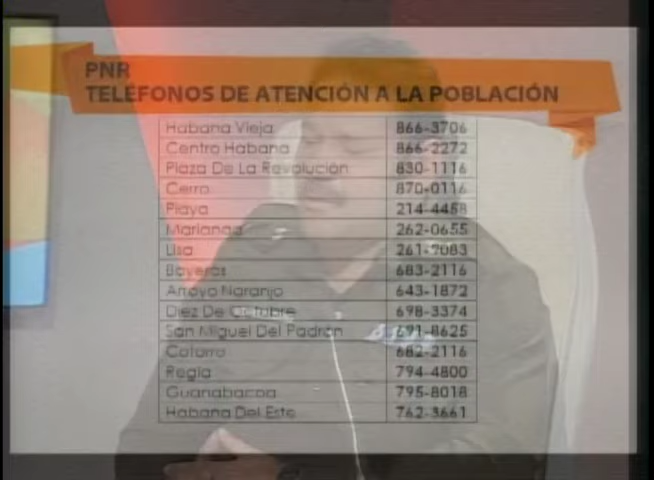 PNR
TELÉFONOS DE ATENCIÓN A LA POBLACIÓN
Habana Vieja 866-3706
Centro Habana 866-2272
Plaza De La Revolución 830-1116
Cerro 870-0116
Playa 214-4458
Marianao 262-0655
Lisa 261-7083
Boyeros 683-2116
Arroyo Naranjo 643-1872
Diez De Octubre 698-3374
San Miguel Del Padrón 691-8625
Cotorro 682-2116
Regla 794-4800
Guanabacoa 795-8018
Habana Del Este 762-3661